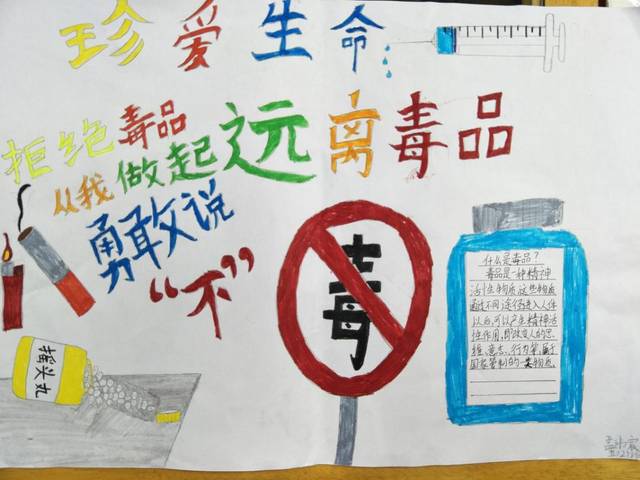 珍爱生命
远离毒品
拒绝毒品
从我做起
勇敢说
“不”
毒
摇头丸
什么是毒品？
毒品是一种精神
活性物质,这些物质
通过不同途径进入人体
以后,可以产生精神活
性作用,即改变人的思
维、意志、行为等,属于
国家管制的一类物质。